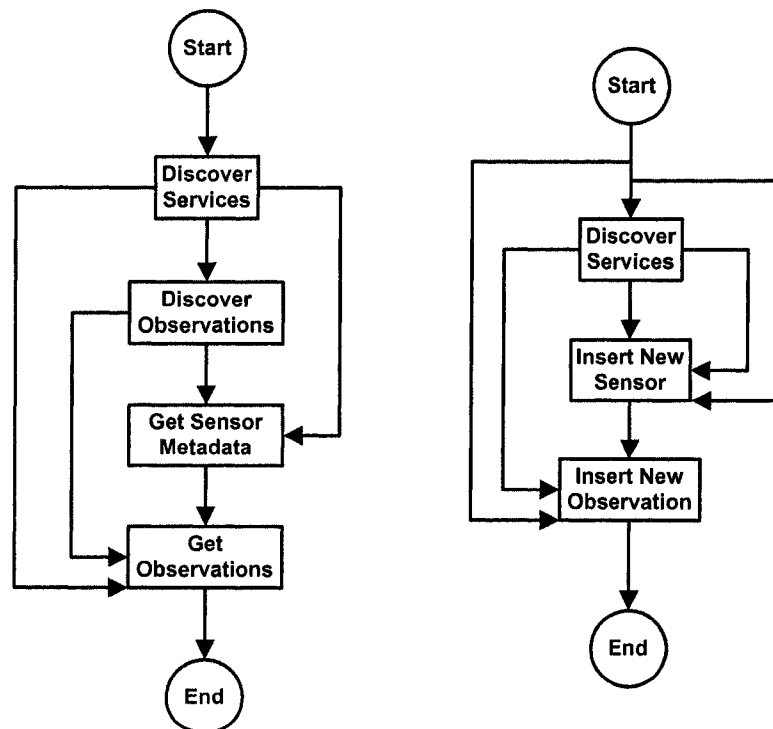 Start
Discover
Services
Discover
Observations
Get Sensor
Metadata
Get
Observations
End
Start
Discover
Services
Insert New
Sensor
Insert New
Observation
End